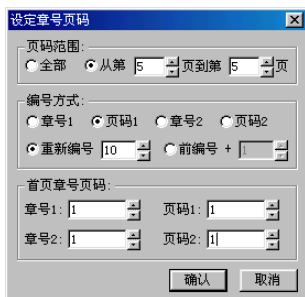 设定章号页码
页码范围:
全部 从第 5 页到第 5 页
编号方式:
章号1 页码1 章号2 页码2
重新编号 10 前编号 + 1
首页章号页码:
章号1: 1 页码1: 1
章号2: 1 页码2: 1
确认 取消